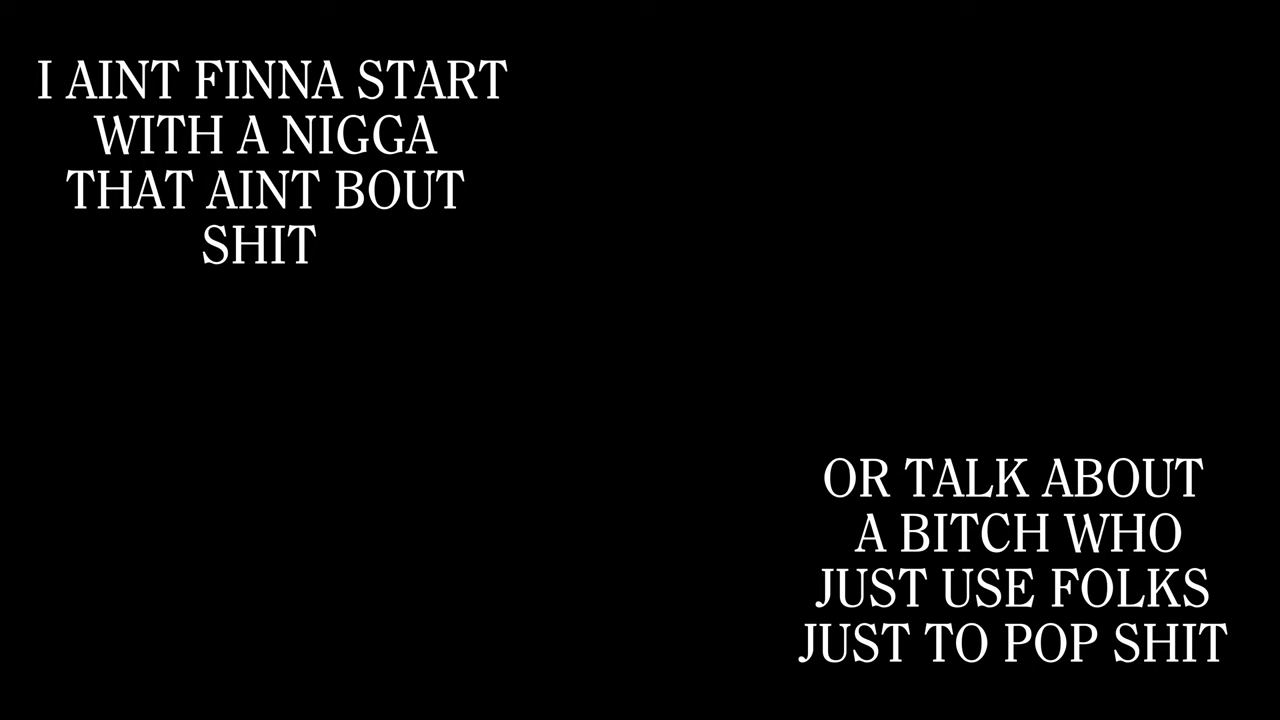 I AINT FINNA START
WITH A NIGGA
THAT AINT BOUT
SHIT
OR TALK ABOUT
A BITCH WHO
JUST USE FOLKS
JUST TO POP SHIT